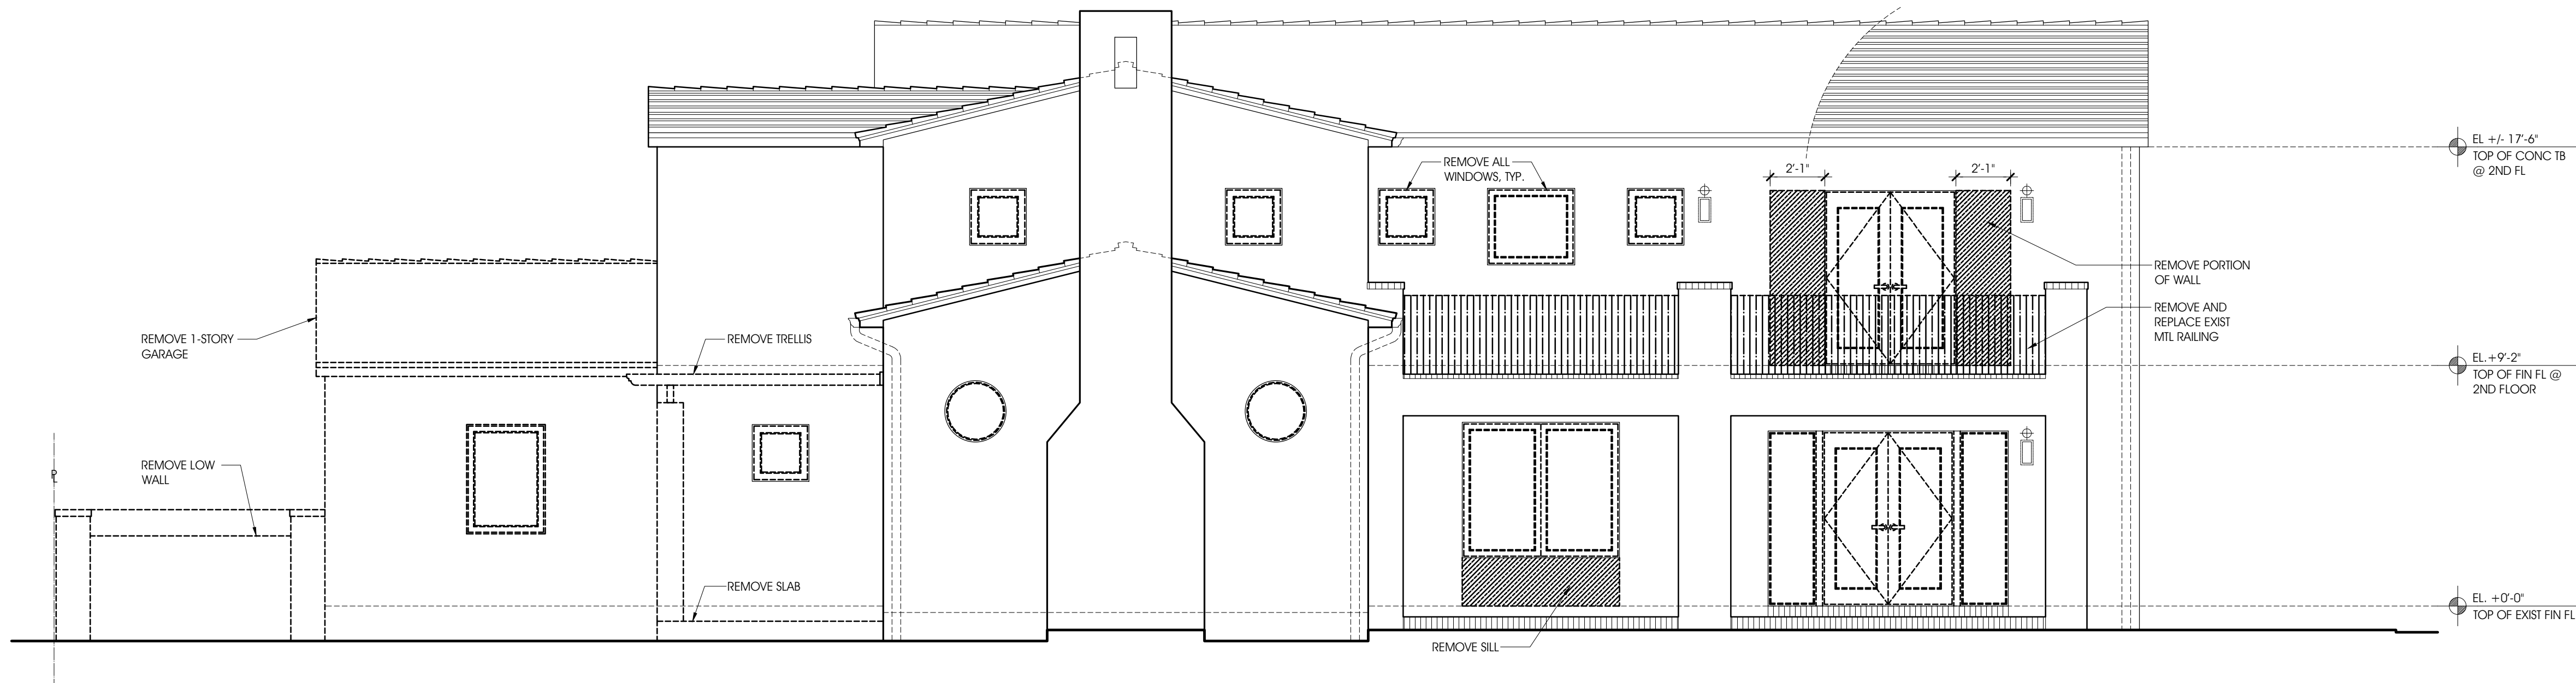 EL +/- 17'-6"
TOP OF CONC TB
@ 2ND FL
REMOVE ALL
WINDOWS, TYP.
2'-1"
2'-1"
REMOVE PORTION
OF WALL
REMOVE AND
REPLACE EXIST
MTL RAILING
REMOVE 1-STORY
GARAGE
REMOVE TRELLIS
EL.+9'-2"
TOP OF FIN FL @
2ND FLOOR
REMOVE LOW
WALL
PL
REMOVE SLAB
EL. +0'-0"
TOP OF EXIST FIN FL
REMOVE SILL